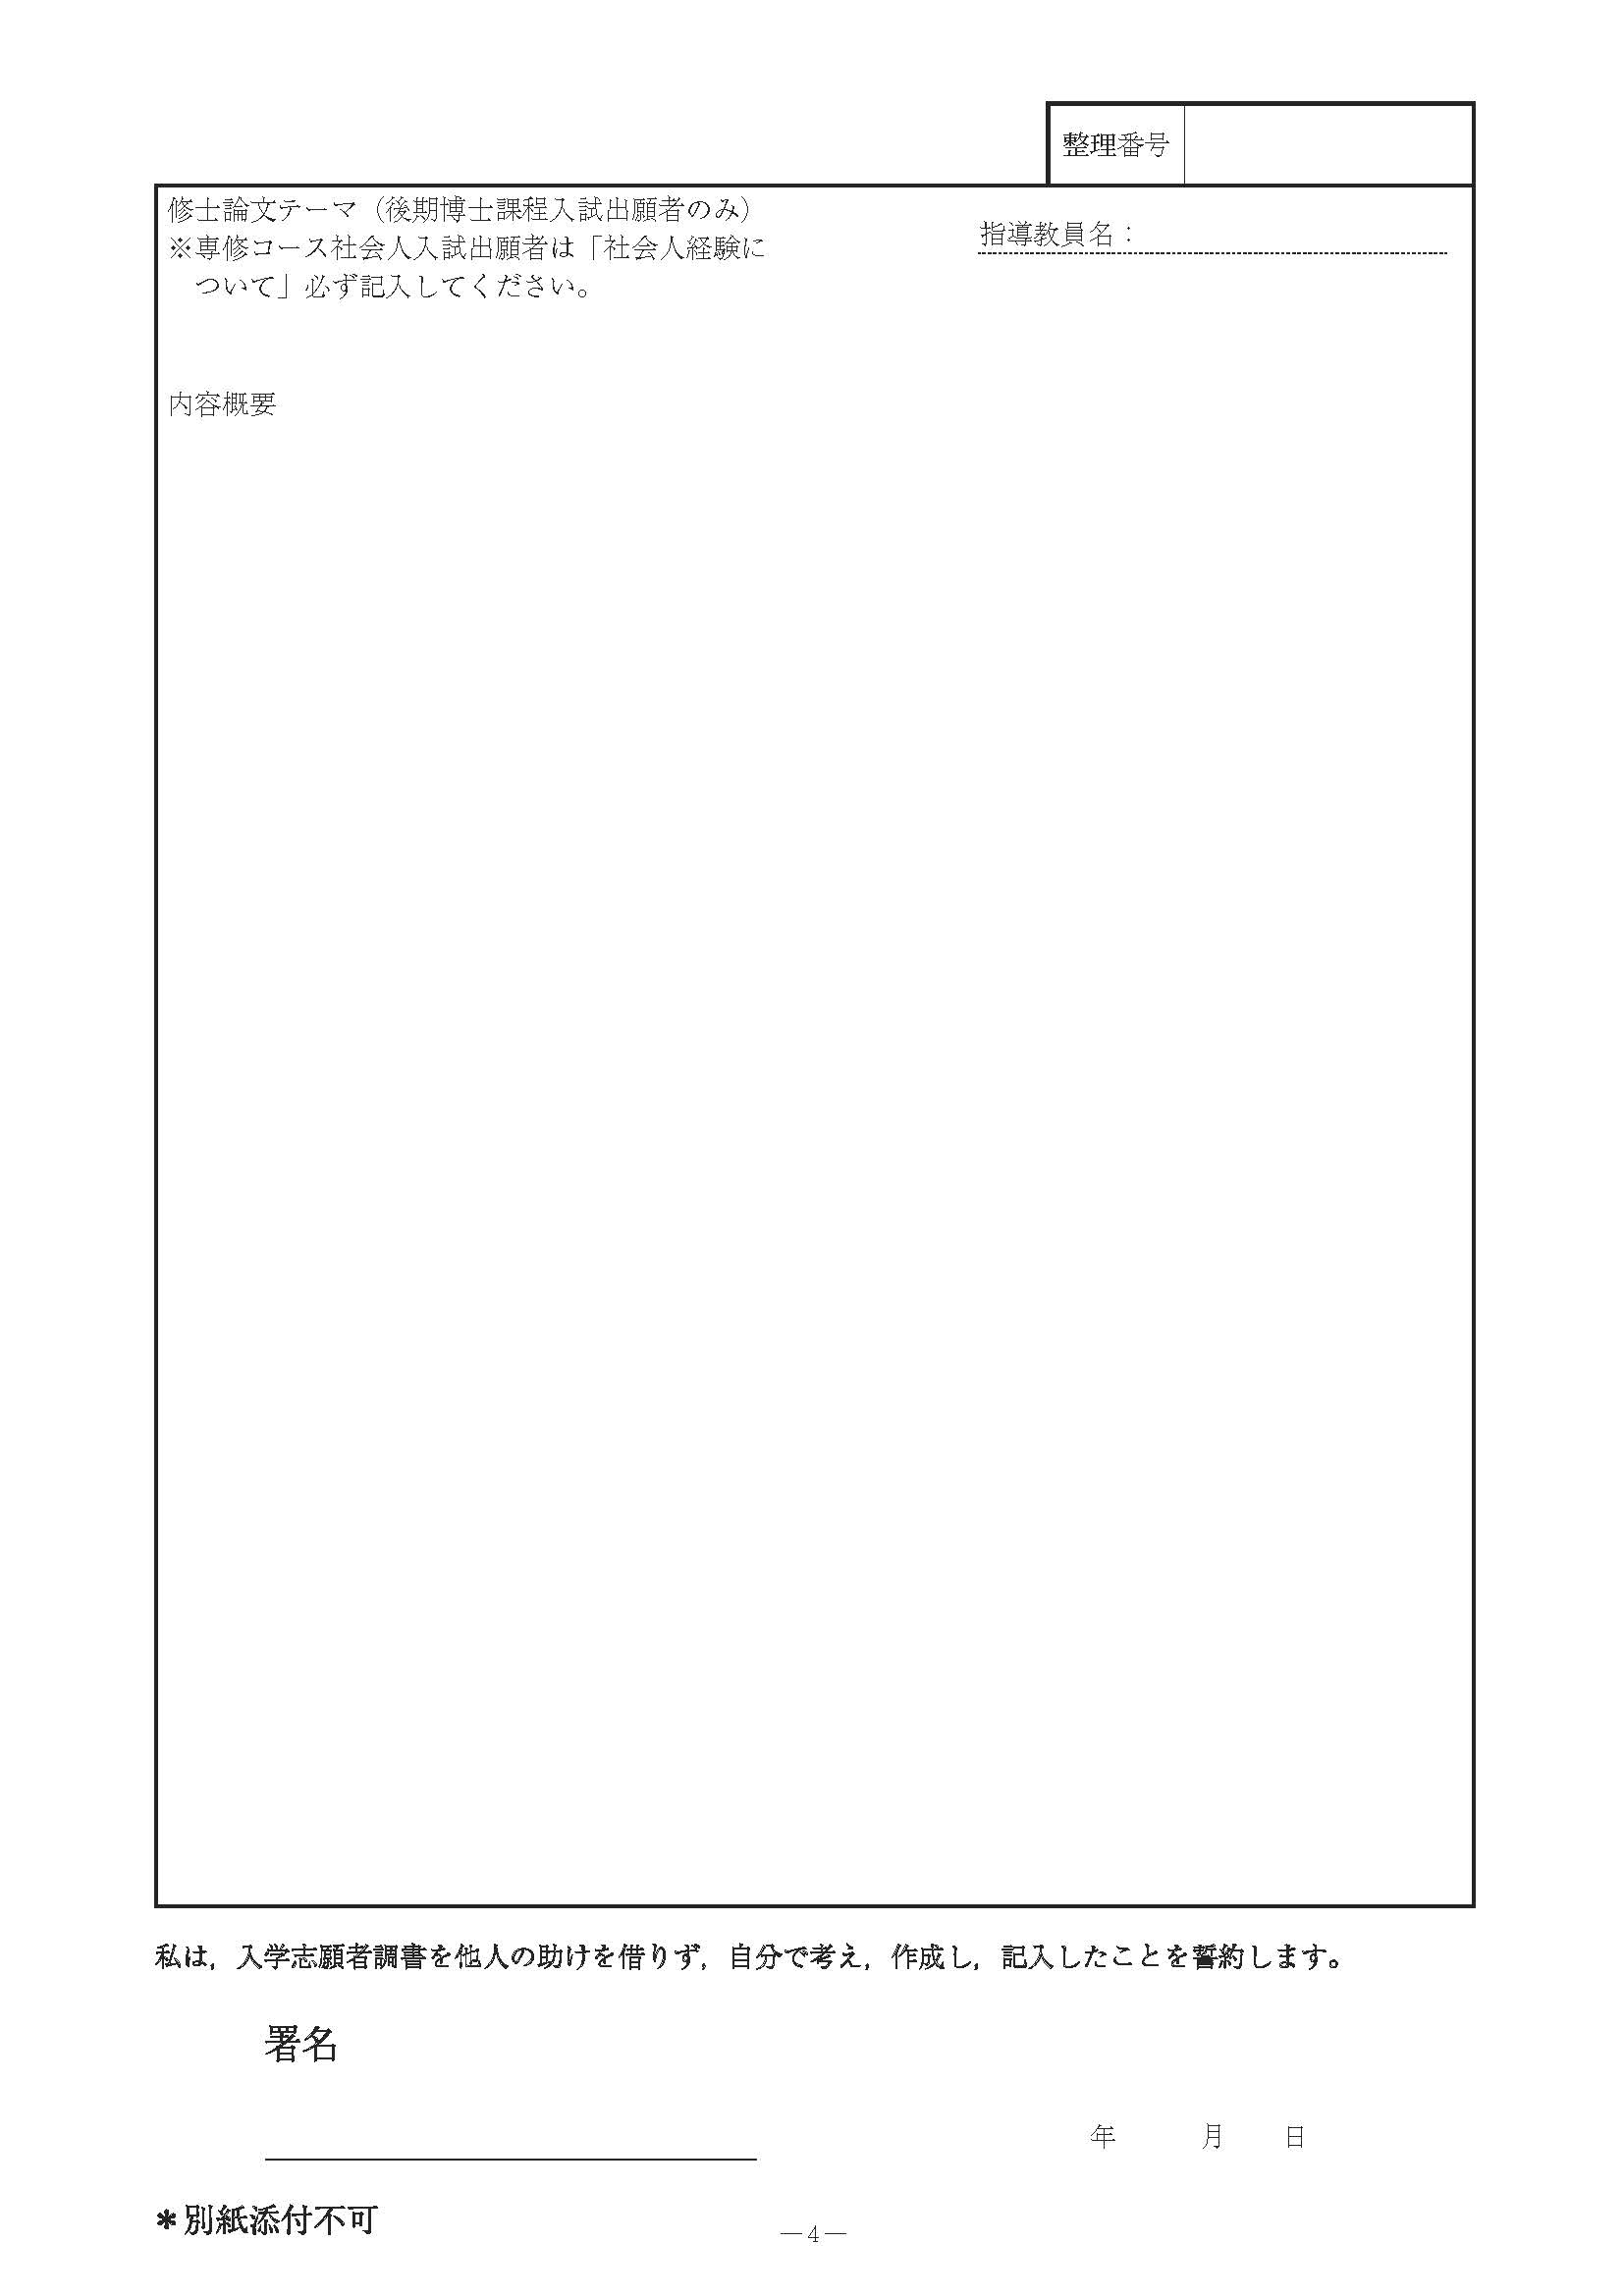 整理番号
修士論文テーマ（後期博士課程入試出願者のみ）
指導教員名：
※専修コース社会人入試出願者は「社会人経験に
ついて」必ず記入してください。
内容概要
私は，入学志願者調書を他人の助けを借りず，自分で考え，作成し，記入したことを誓約します。
署名
年　月　日
＊別紙添付不可
―4―